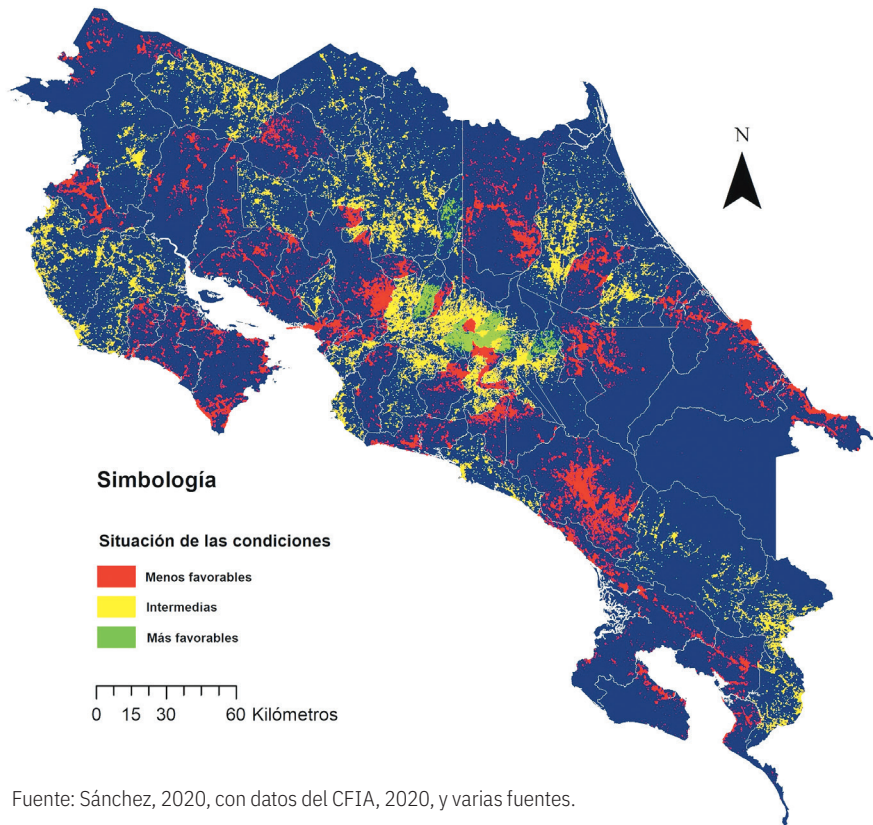 N
Simbología
Situación de las condiciones
Menos favorables
Intermedias
Más favorables
0 15 30 60 Kilómetros
Fuente: Sánchez, 2020, con datos del CFIA, 2020, y varias fuentes.